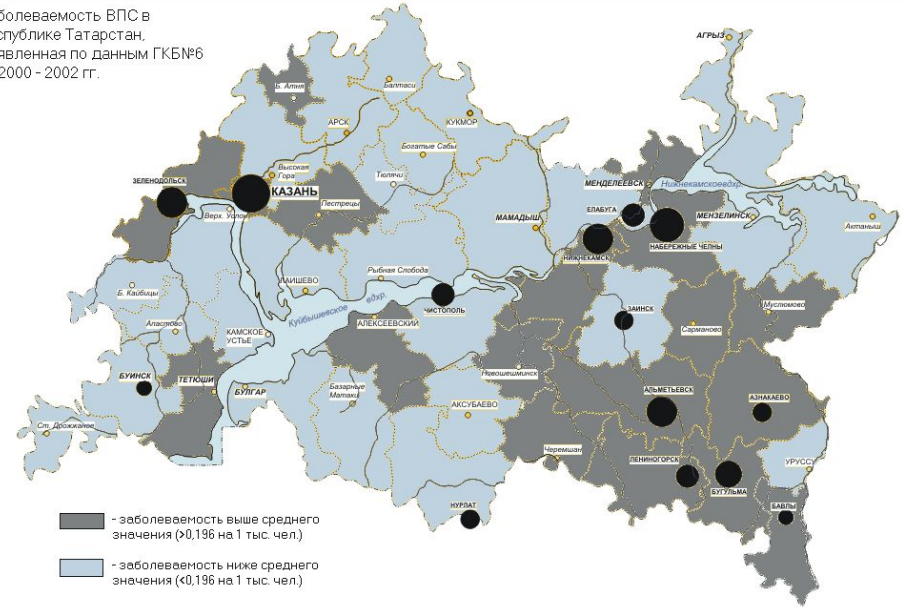 болеваемость ВПС в
спублике Татарстан,
явленная по данным ГКБ№6
2000 - 2002 гг.
АГРЫЗ
Б. Атня
Балтаси
АРСК
КУКМОР
Богатые Сабы
Высокая
Гора
Тюлячи
ЗЕЛЕНОДОЛЬСК
КАЗАНЬ
Пестрецы
Верх. Услон
МЕНДЕЛЕЕВСК
Нижнекамскоевдхр.
ЕЛАБУГА
МЕНЗЕЛИНСК
Актаныш
МАМАДЫШ
НАБЕРЕЖНЫЕ ЧЕЛНЫ
НИЖНЕКАМСК
Рыбная Слобода
ЛАИШЕВО
Б. Кайбицы
Куйбышевское вдхр.
ЧИСТОПОЛЬ
ЗАИНСК
Муслюмово
Сарманово
АЛЕКСЕЕВСКИЙ
Апастово
КАМСКОЕ
УСТЬЕ
Новошешминск
БУИНСК
ТЕТЮШИ
БУЛГАР
Базарные
Матаки
АЛЬМЕТЬЕВСК
АЗНАКАЕВО
АКСУБАЕВО
Ст. Дрожжаное
Черемшан
ЛЕНИНОГОРСК
УРУССУ
БУГУЛЬМА
НУРЛАТ
БАВЛЫ
- заболеваемость выше среднего
значения (>0,196 на 1 тыс. чел.)
- заболеваемость ниже среднего
значения (<0,196 на 1 тыс. чел.)